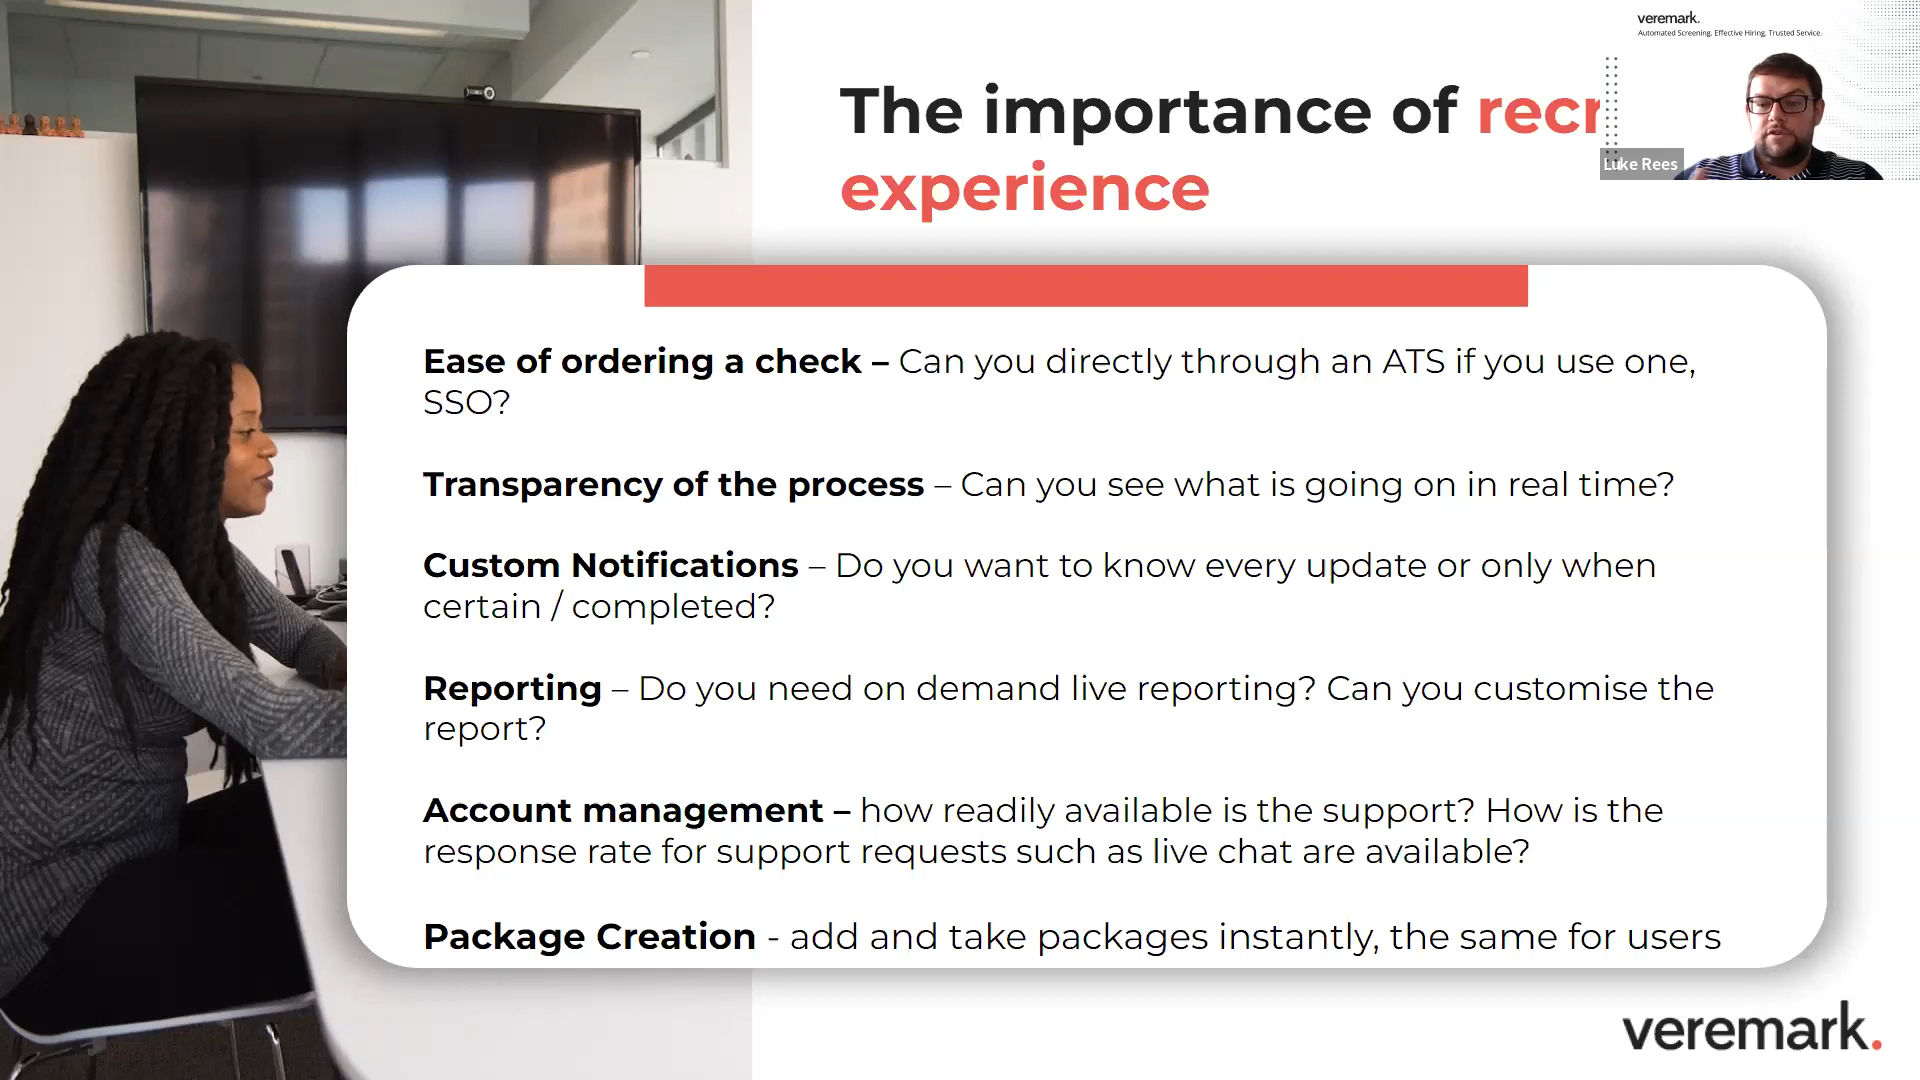 veremark.
Automated Screening. Effective Hiring. Trusted Service.
The importance of
experience
Luke Rees
Ease of ordering a check – Can you directly through an ATS if you use one,
SSO?
Transparency of the process – Can you see what is going on in real time?
Custom Notifications – Do you want to know every update or only when
certain / completed?
Reporting – Do you need on demand live reporting? Can you customise the
report?
Account management – how readily available is the support? How is the
response rate for support requests such as live chat are available?
Package Creation - add and take packages instantly, the same for users
veremark.